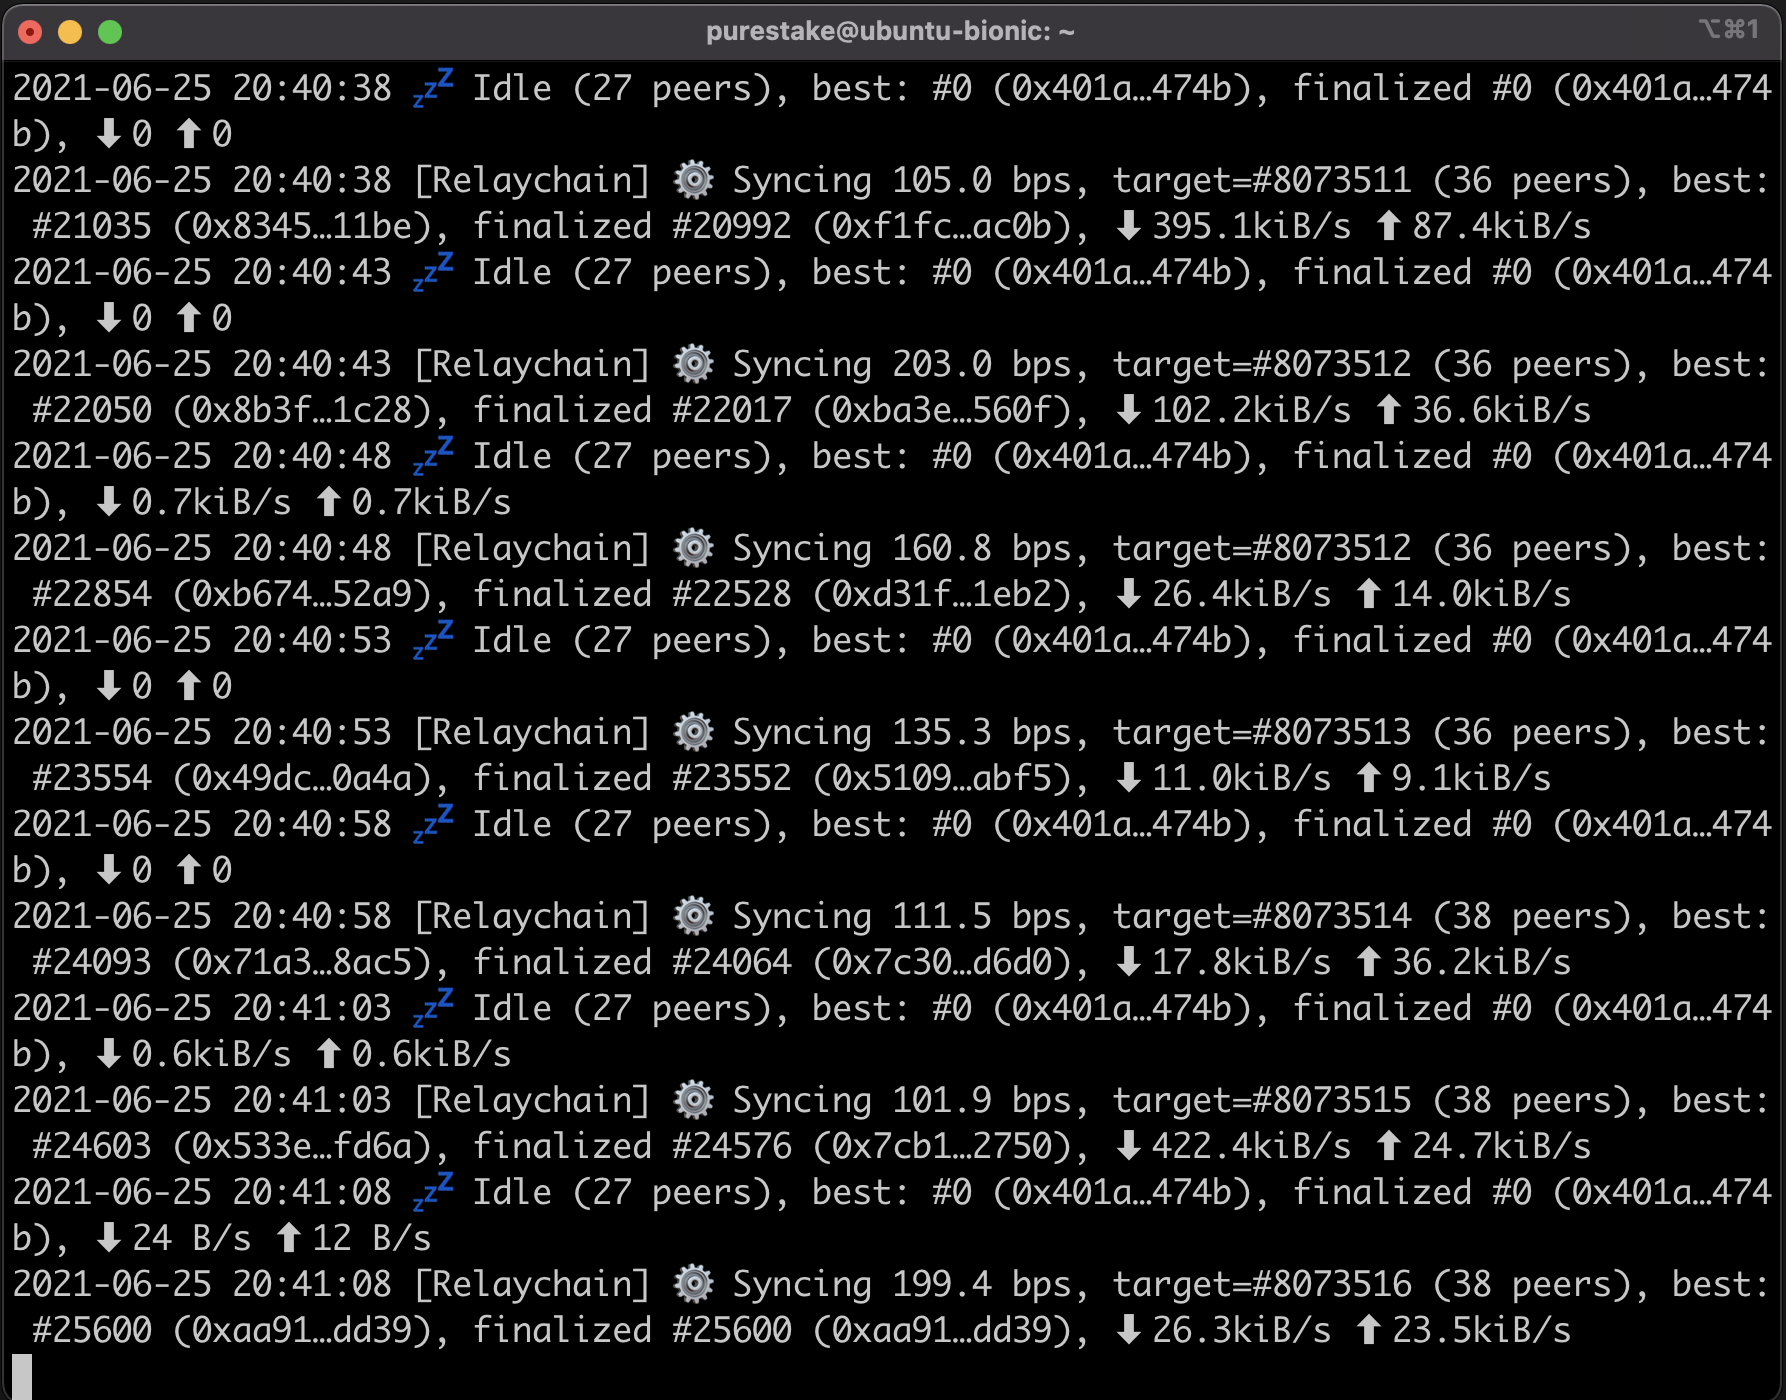 purestake@ubuntu-bionic: ~
⌥⌘1
2021-06-25 20:40:38 💤 Idle (27 peers), best: #0 (0x401a…474b), finalized #0 (0x401a…474
b), ⬇ 0 ⬆ 0
2021-06-25 20:40:38 [Relaychain] ⚙️ Syncing 105.0 bps, target=#8073511 (36 peers), best:
#21035 (0x8345…11be), finalized #20992 (0xf1fc…ac0b), ⬇ 395.1kiB/s ⬆ 87.4kiB/s
2021-06-25 20:40:43 💤 Idle (27 peers), best: #0 (0x401a…474b), finalized #0 (0x401a…474
b), ⬇ 0 ⬆ 0
2021-06-25 20:40:43 [Relaychain] ⚙️ Syncing 203.0 bps, target=#8073512 (36 peers), best:
#22050 (0x8b3f…1c28), finalized #22017 (0xba3e…560f), ⬇ 102.2kiB/s ⬆ 36.6kiB/s
2021-06-25 20:40:48 💤 Idle (27 peers), best: #0 (0x401a…474b), finalized #0 (0x401a…474
b), ⬇ 0.7kiB/s ⬆ 0.7kiB/s
2021-06-25 20:40:48 [Relaychain] ⚙️ Syncing 160.8 bps, target=#8073512 (36 peers), best:
#22854 (0xb674…52a9), finalized #22528 (0xd31f…1eb2), ⬇ 26.4kiB/s ⬆ 14.0kiB/s
2021-06-25 20:40:53 💤 Idle (27 peers), best: #0 (0x401a…474b), finalized #0 (0x401a…474
b), ⬇ 0 ⬆ 0
2021-06-25 20:40:53 [Relaychain] ⚙️ Syncing 135.3 bps, target=#8073513 (36 peers), best:
#23554 (0x49dc…0a4a), finalized #23552 (0x5109…abf5), ⬇ 11.0kiB/s ⬆ 9.1kiB/s
2021-06-25 20:40:58 💤 Idle (27 peers), best: #0 (0x401a…474b), finalized #0 (0x401a…474
b), ⬇ 0 ⬆ 0
2021-06-25 20:40:58 [Relaychain] ⚙️ Syncing 111.5 bps, target=#8073514 (38 peers), best:
#24093 (0x71a3…8ac5), finalized #24064 (0x7c30…d6d0), ⬇ 17.8kiB/s ⬆ 36.2kiB/s
2021-06-25 20:41:03 💤 Idle (27 peers), best: #0 (0x401a…474b), finalized #0 (0x401a…474
b), ⬇ 0.6kiB/s ⬆ 0.6kiB/s
2021-06-25 20:41:03 [Relaychain] ⚙️ Syncing 101.9 bps, target=#8073515 (38 peers), best:
#24603 (0x533e…fd6a), finalized #24576 (0x7cb1…2750), ⬇ 422.4kiB/s ⬆ 24.7kiB/s
2021-06-25 20:41:08 💤 Idle (27 peers), best: #0 (0x401a…474b), finalized #0 (0x401a…474
b), ⬇ 24 B/s ⬆ 12 B/s
2021-06-25 20:41:08 [Relaychain] ⚙️ Syncing 199.4 bps, target=#8073516 (38 peers), best:
#25600 (0xaa91…dd39), finalized #25600 (0xaa91…dd39), ⬇ 26.3kiB/s ⬆ 23.5kiB/s